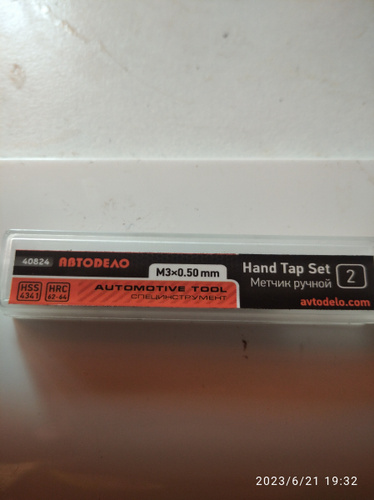 40824 АВТОDЕЛО
M3×0.50 mm
Hand Tap Set
Метчик ручной
2
HSS
4341
HRC
62-64
AUTOMOTIVE TOOL
СПЕЦИНСТРУМЕНТ
avtodelo.com
2023/6/21 19:32